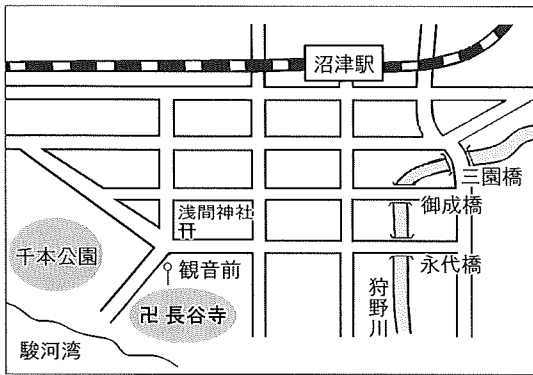 沼津駅
三園橋
浅間神社
御成橋
千本公園
観音前
永代橋
卍 長谷寺
狩野川
駿河湾